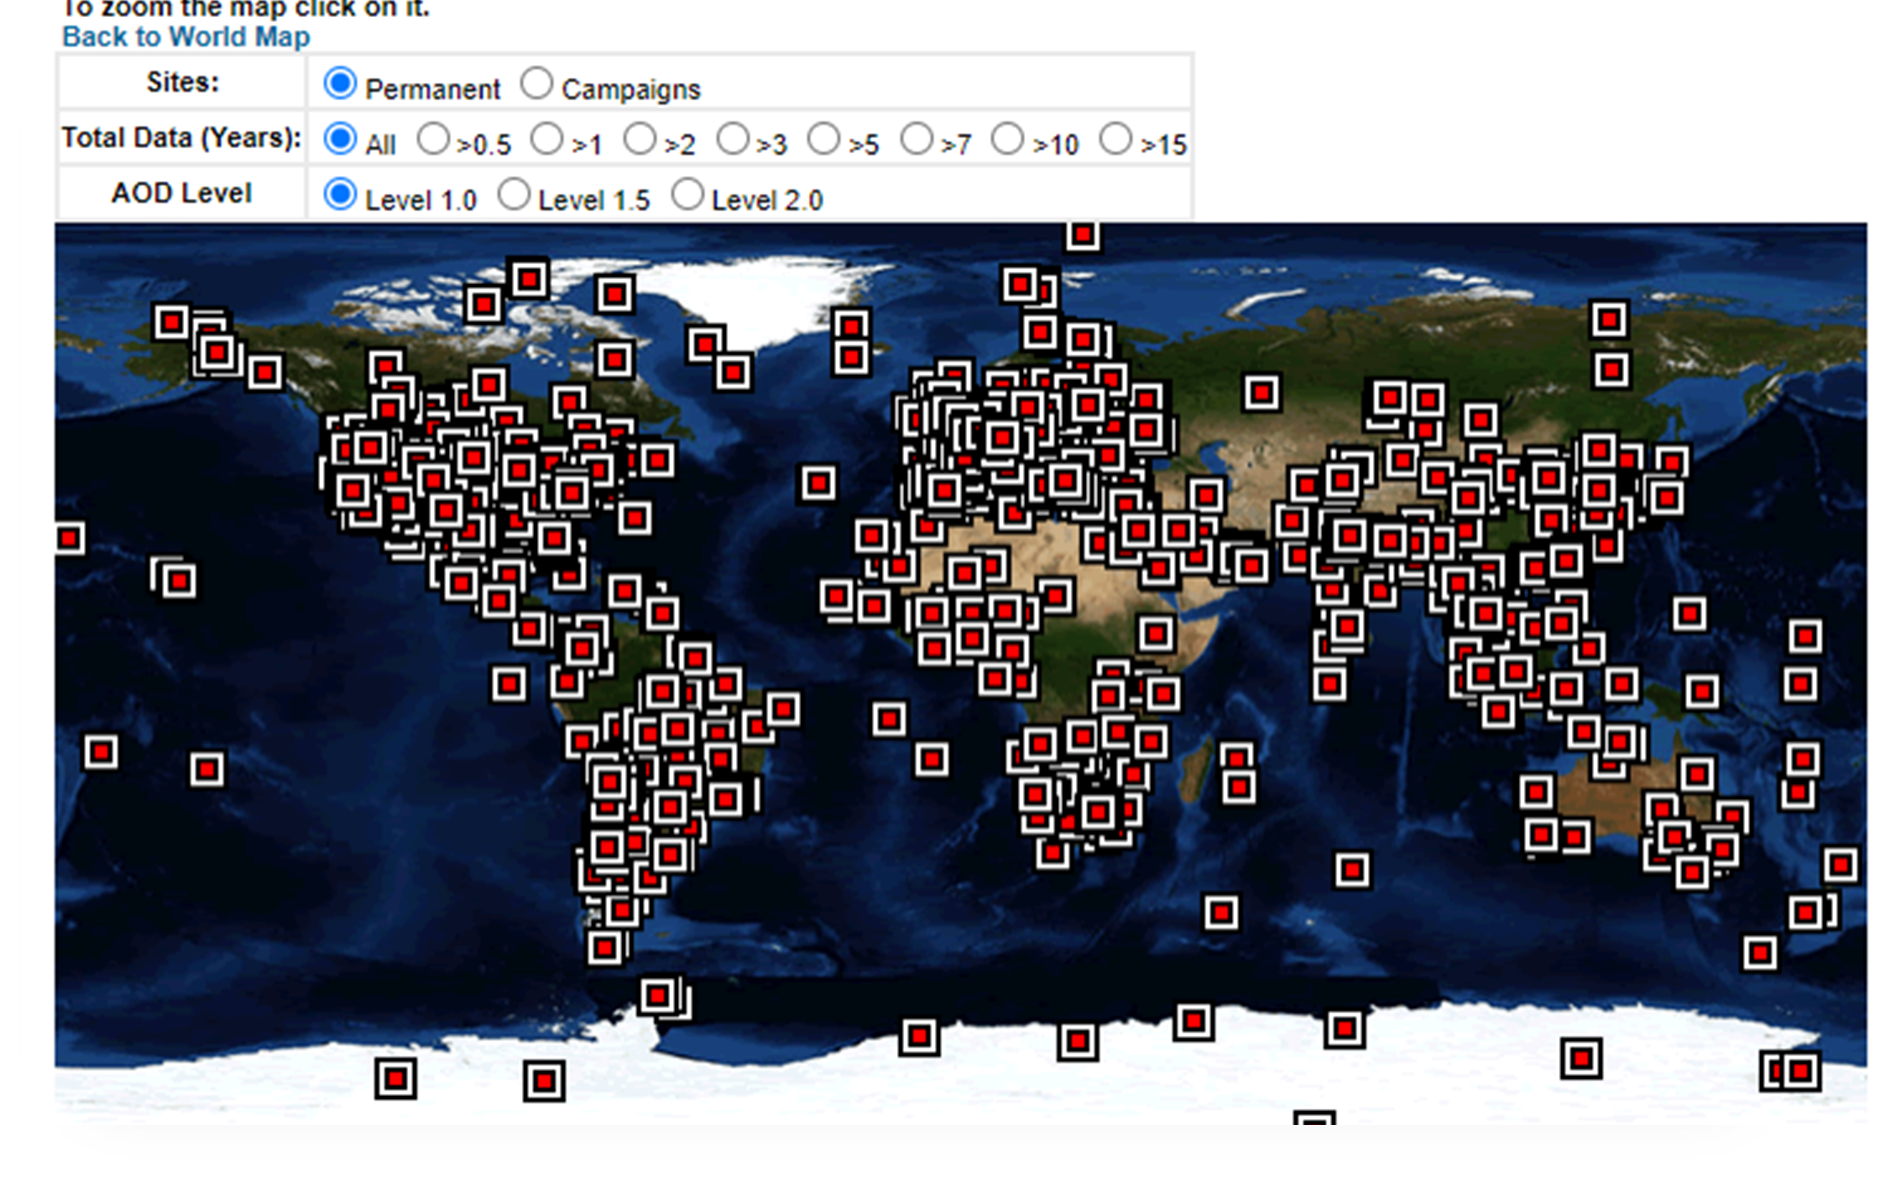 To zoom the map click on it.
Back to World Map
Sites: Permanent Campaigns
Total Data (Years): All >0.5 >1 >2 >3 >5 >7 >10 >15
AOD Level Level 1.0 Level 1.5 Level 2.0